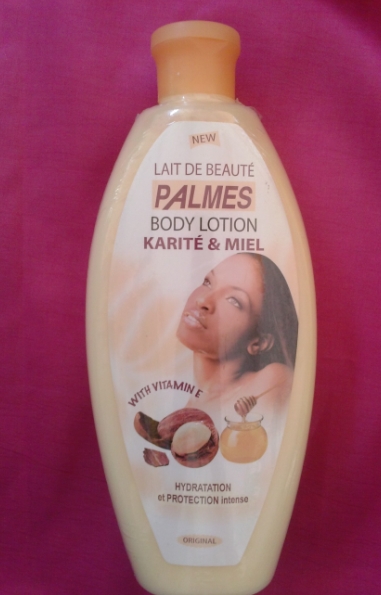 NEW
LAIT DE BEAUTÉ
PALMES
BODY LOTION
KARITÉ & MIEL
WITH VITAMIN E
HYDRATATION
et PROTECTION intense
ORIGINAL